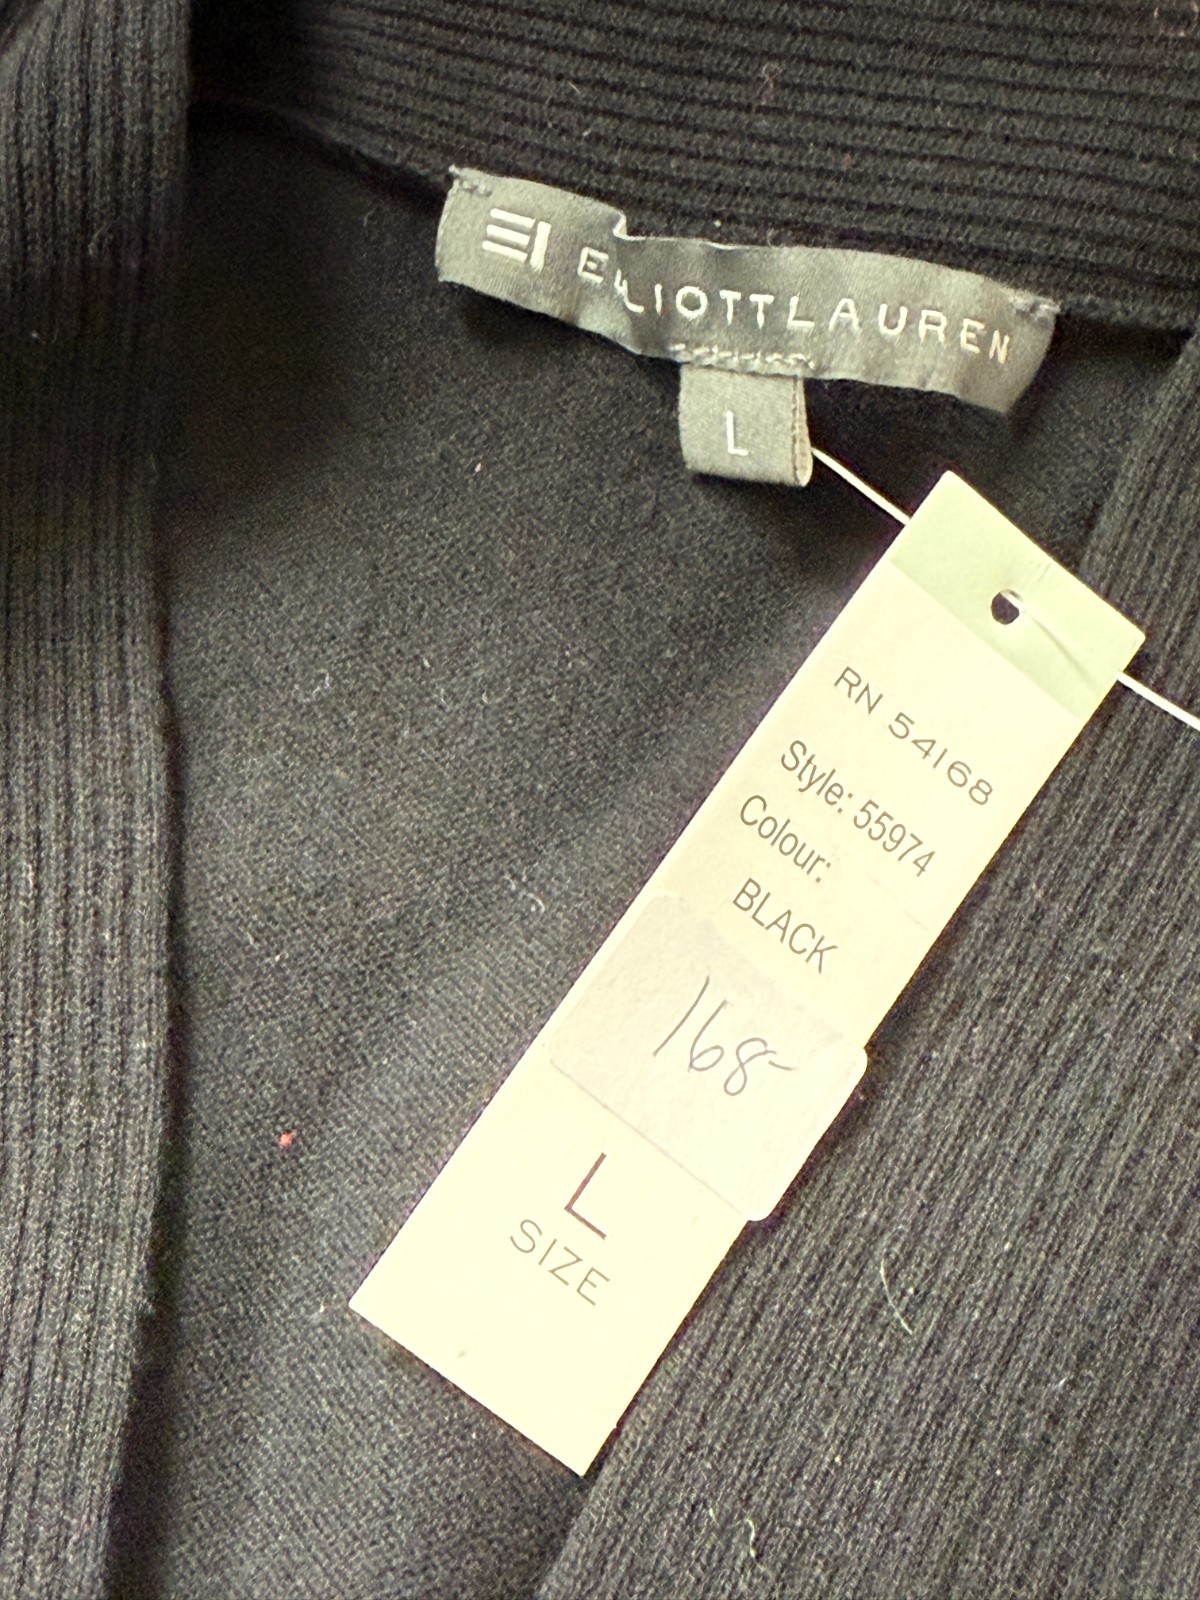 ELLIOTTLAUREN
L
RN 54168
Style: 55974
Colour:
BLACK
168-
L
SIZE